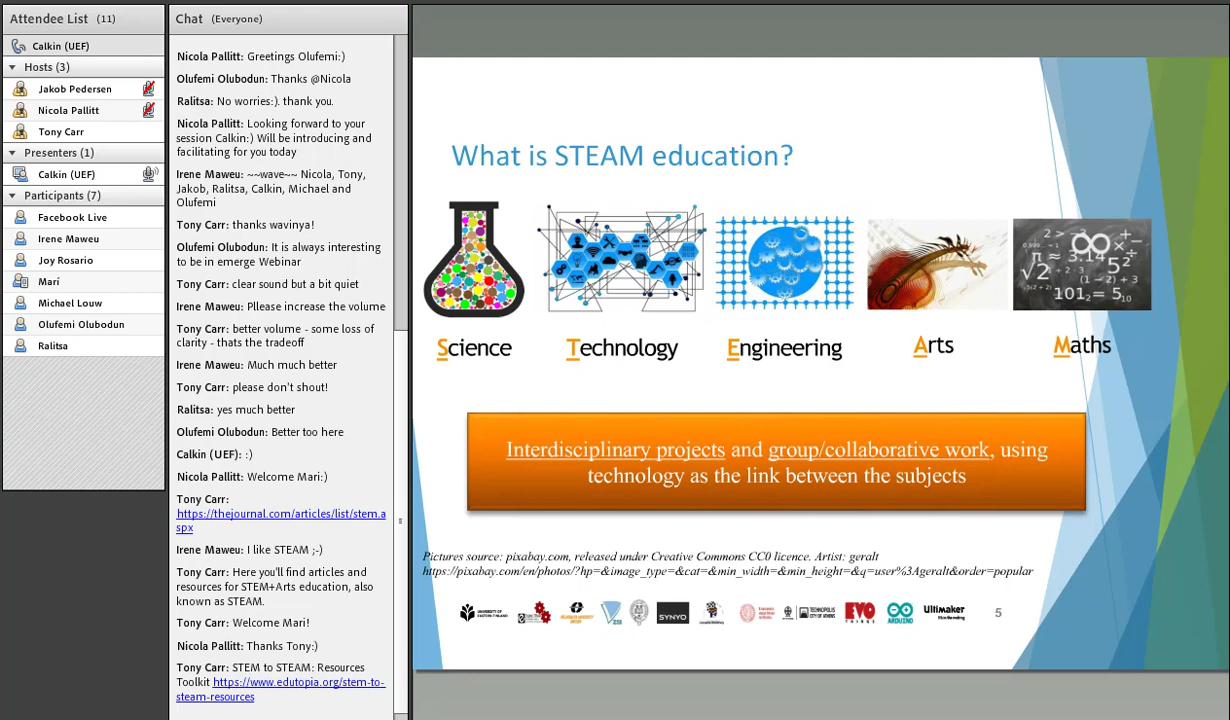 Attendee List (11)
Calkin (UEF)
Hosts (3)
Jakob Pedersen
Nicola Pallitt
Tony Carr
Presenters (1)
Calkin (UEF)
Participants (7)
Facebook Live
Irene Maweu
Joy Rosario
Mari
Michael Louw
Olufemi Olubodun
Ralitsa
Chat (Everyone)
Nicola Pallitt: Greetings Olufemi:)
Olufemi Olubodun: Thanks @Nicola
Ralitsa: No worries:). thank you.
Nicola Pallitt: Looking forward to your
session Calkin:) Will be introducing and
facilitating for you today
Irene Maweu: ~~wave~~ Nicola, Tony,
Jakob, Ralitsa, Calkin, Michael and
Olufemi
Tony Carr: thanks wavinya!
Olufemi Olubodun: It is always interesting
to be in emerge Webinar
Tony Carr: clear sound but a bit quiet
Irene Maweu: Pllease increase the volume
Tony Carr: better volume - some loss of
clarity - thats the tradeoff
Irene Maweu: Much much better
Tony Carr: please don't shout!
Ralitsa: yes much better
Olufemi Olubodun: Better too here
Calkin (UEF): :)
Nicola Pallitt: Welcome Mari:)
Tony Carr:
https://thejournal.com/articles/list/stem.a
spx
Irene Maweu: I like STEAM ;-)
Tony Carr: Here you'll find articles and
resources for STEM+Arts education, also
known as STEAM.
Tony Carr: Welcome Mari!
Nicola Pallitt: Thanks Tony:)
Tony Carr: STEM to STEAM: Resources
Toolkit https://www.edutopia.org/stem-to-
steam-resources
What is STEAM education?
Science
Technology
Engineering
Arts
Maths
Interdisciplinary projects and group/collaborative work, using
technology as the link between the subjects
Pictures source: pixabay.com, released under Creative Commons CC0 licence. Artist: geralt
https://pixabay.com/en/photos/?hp=&image_type=&cat=&min_width=&min_height=&q=user%3Ageralt&order=popular
UNIVERSITY OF
EASTERN FINLAND
SYNYO
TECHNOPOLIS
CITY OF ATHENS
EVO
ARDUINO
Ultimaker
5